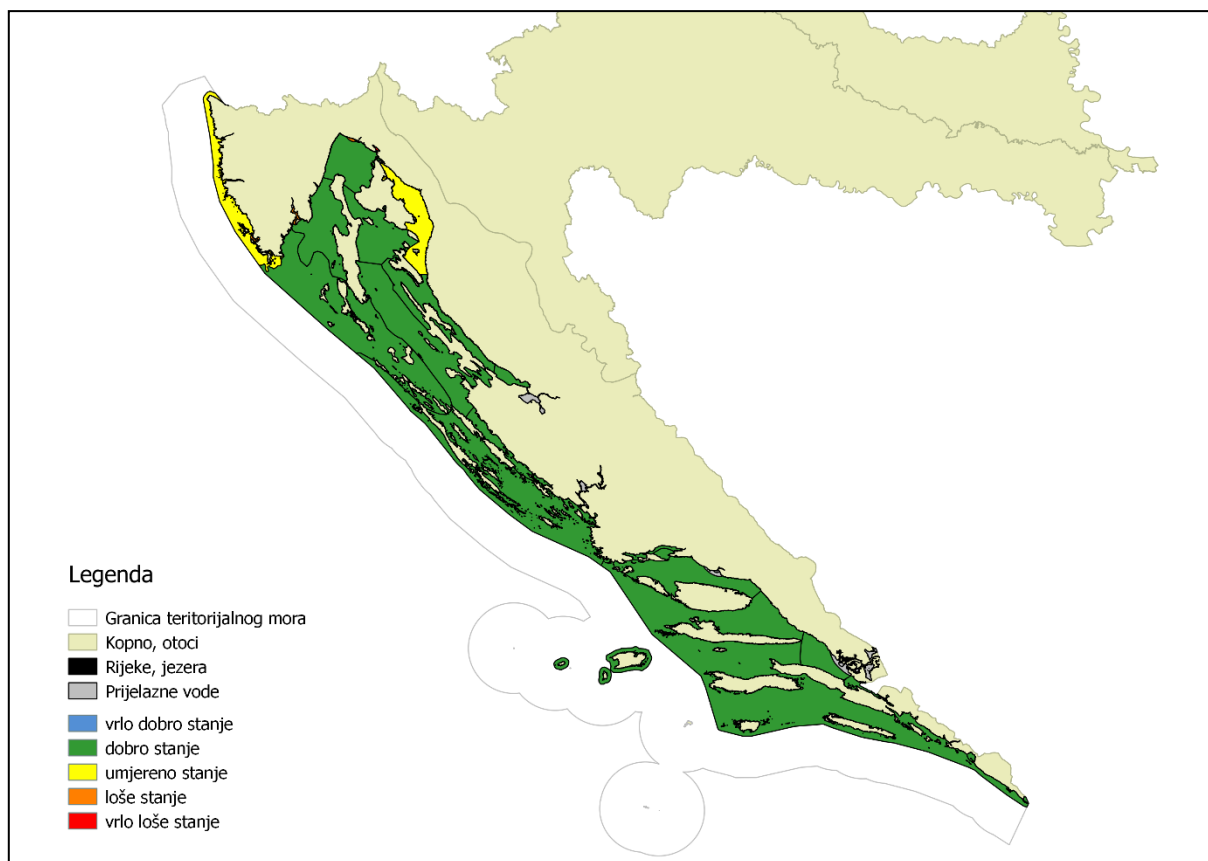 Legenda
Granica teritorijalnog mora
Kopno, otoci
Rijeke, jezera
Prijelazne vode
vrlo dobro stanje
dobro stanje
umjereno stanje
loše stanje
vrlo loše stanje